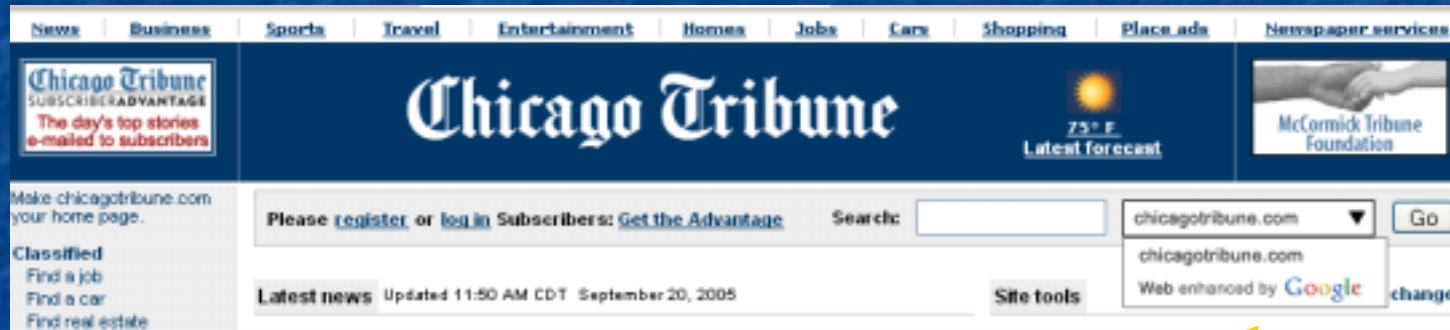 News Business Sports Travel Entertainment Homes Jobs Cars Shopping Place ads Newspaper services
Chicago Tribune
SUBSCRIBERADVANTAGE
The day's top stories
e-mailed to subscribers
Chicago Tribune
75° F
Latest forecast
McCormick Tribune
Foundation
Make chicagotribune.com
your home page.
Please register or log in Subscribers: Get the Advantage Search: chicagotribune.com Go
chicagotribune.com
Web enhanced by Google
Classified
Find a job
Find a car
Find real estate
Latest news Updated 11:50 AM CDT September 20, 2005
Site tools change